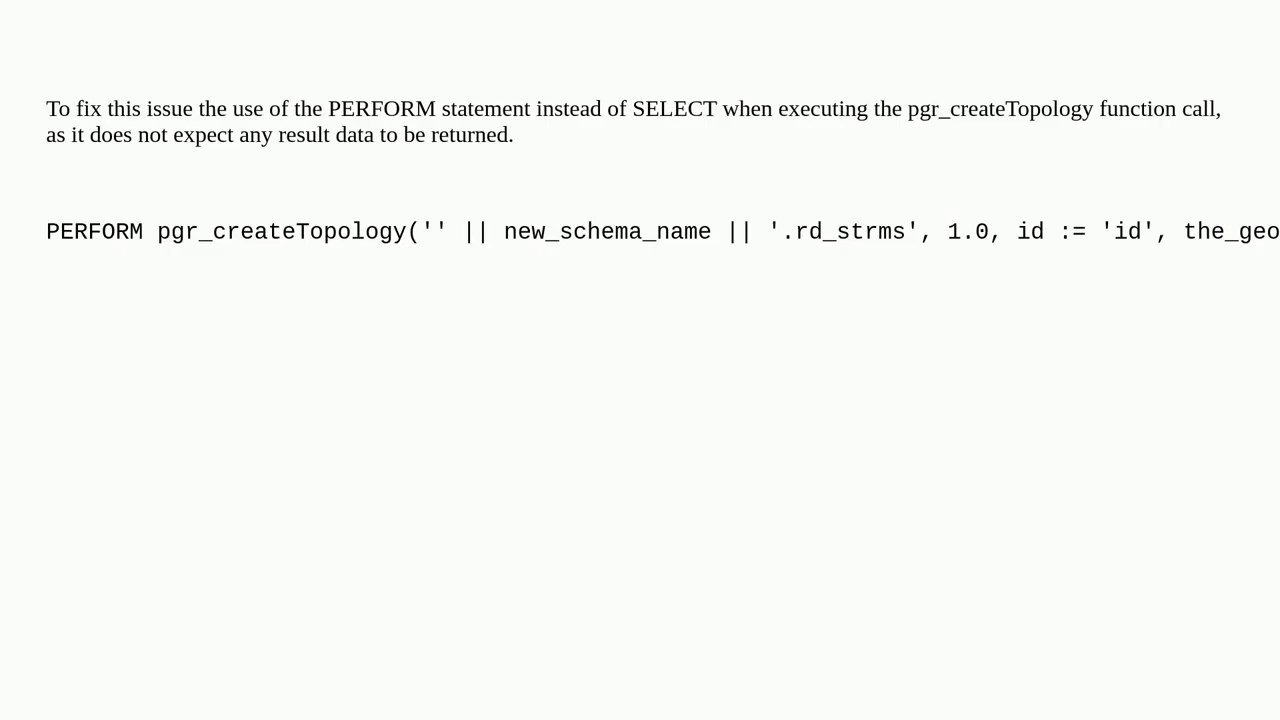 To fix this issue the use of the PERFORM statement instead of SELECT when executing the pgr_createTopology function call,
as it does not expect any result data to be returned.
PERFORM pgr_createTopology('' || new_schema_name || '.rd_strms', 1.0, id := 'id', the_geo